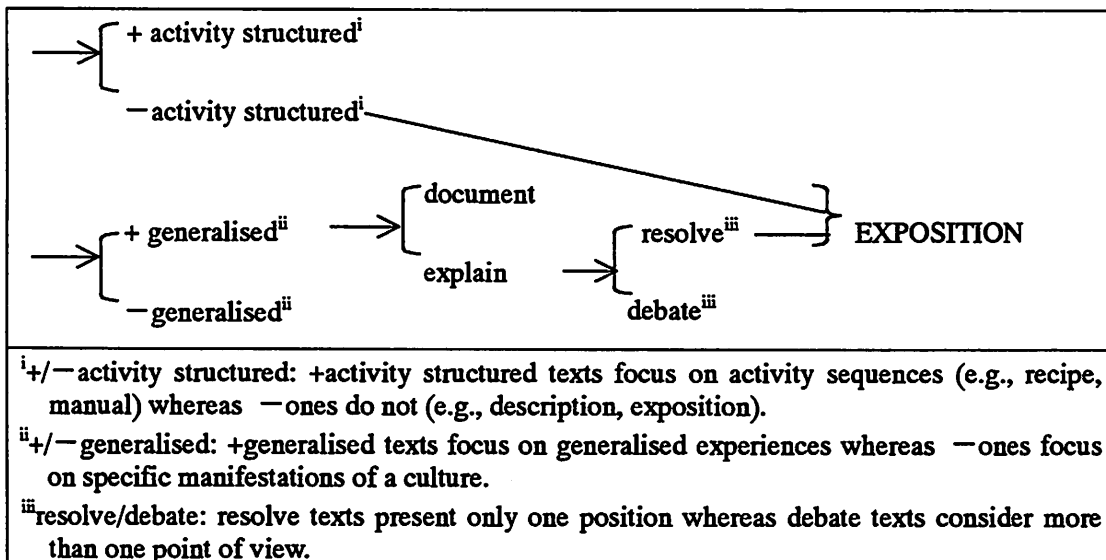 + activity structuredⁱ
— activity structuredⁱ
document
+ generalisedⁱⁱ
resolveⁱⁱⁱ
EXPOSITION
explain
— generalisedⁱⁱ
debateⁱⁱⁱ
ⁱ+/—activity structured: +activity structured texts focus on activity sequences (e.g., recipe,
manual) whereas —ones do not (e.g., description, exposition).
ⁱⁱ+/—generalised: +generalised texts focus on generalised experiences whereas —ones focus
on specific manifestations of a culture.
ⁱⁱⁱresolve/debate: resolve texts present only one position whereas debate texts consider more
than one point of view.